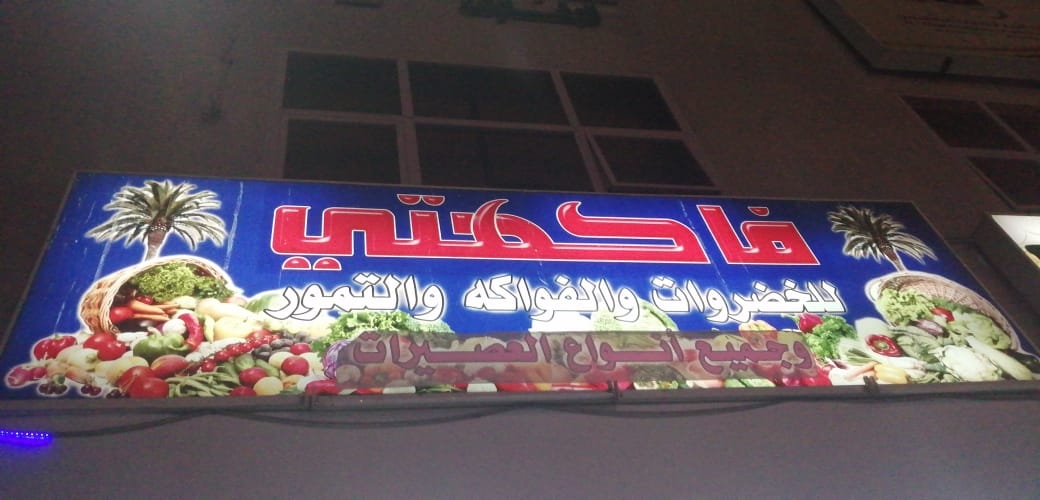 فاكهتي
للخضروات والفواكه والتمور
وجميع أنواع العصيرات